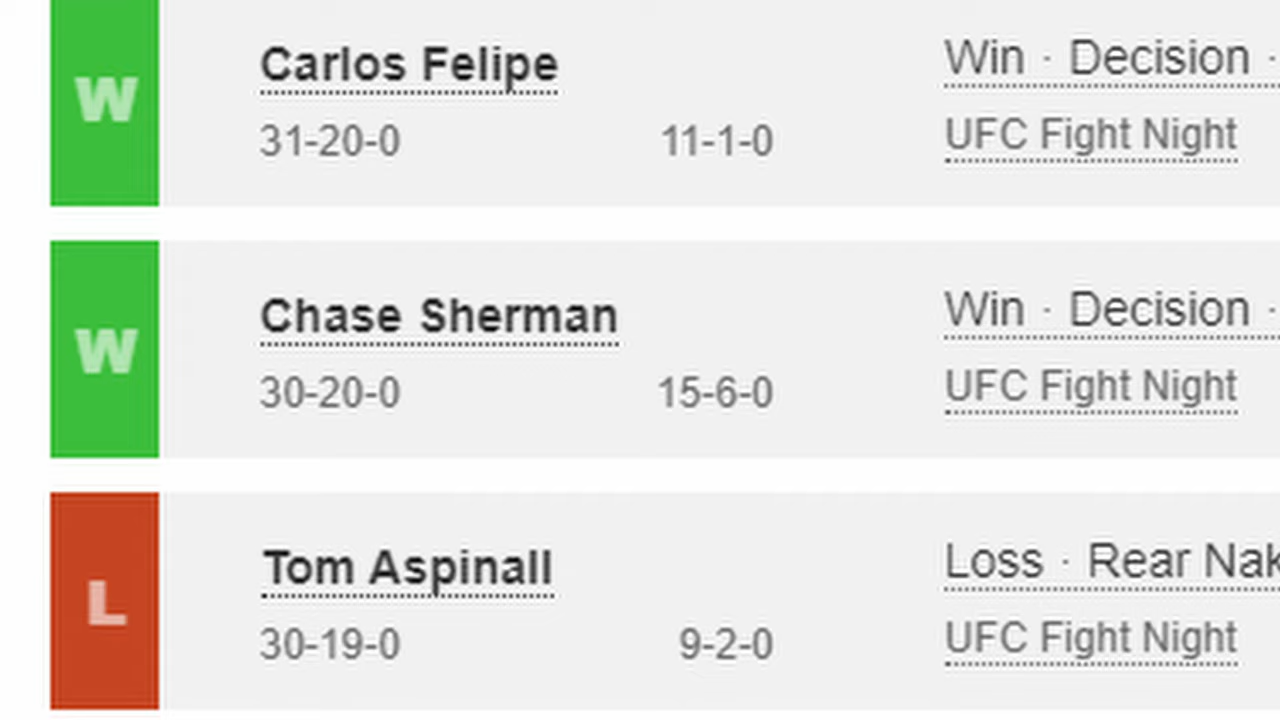 W
Carlos Felipe
Win · Decision ·
31-20-0 11-1-0 UFC Fight Night
W
Chase Sherman
Win · Decision ·
30-20-0 15-6-0 UFC Fight Night
L
Tom Aspinall
Loss · Rear Nak
30-19-0 9-2-0 UFC Fight Night